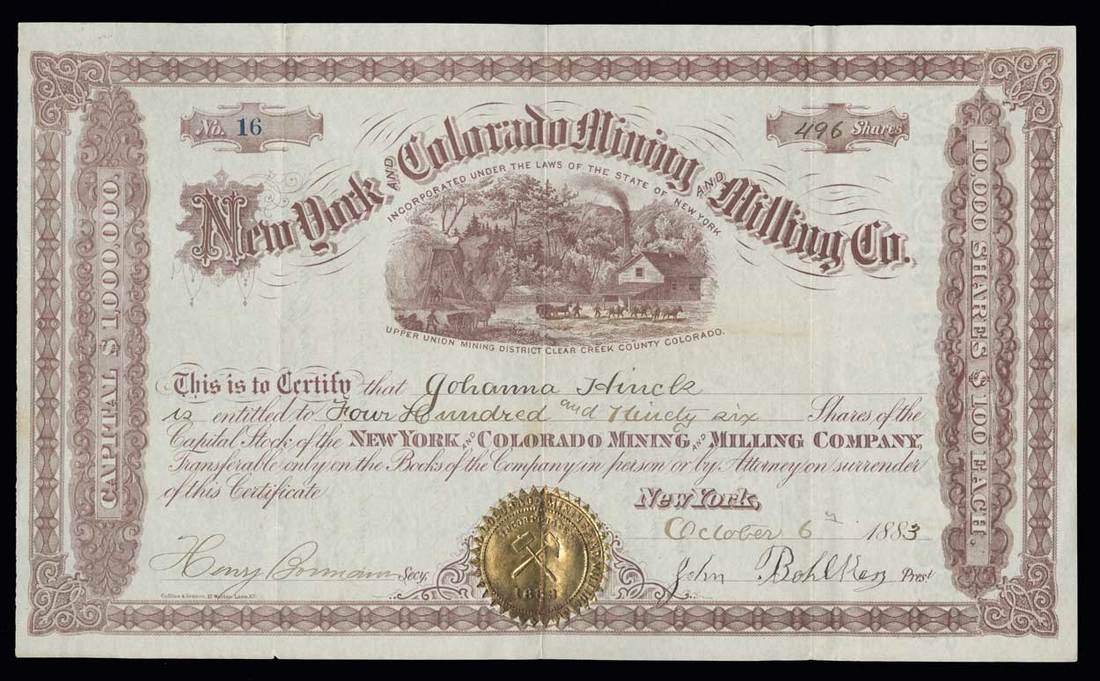 No. 16
496 Shares
New York AND Colorado Mining AND Milling Co.
INCORPORATED UNDER THE LAWS OF THE STATE OF NEW YORK
UPPER UNION MINING DISTRICT CLEAR CREEK COUNTY COLORADO.
CAPITAL $1,000,000.
10,000 SHARES $100 EACH.
This is to Certify that Johanna Hinck
is entitled to Four Hundred and Ninety six Shares of the
Capital Stock of the NEW YORK AND COLORADO MINING AND MILLING COMPANY,
Transferable only on the Books of the Company in person or by Attorney on surrender
of this Certificate
New York,
October 6 1883
Henry Bormann Secy.
John Bohlken Prest
1883